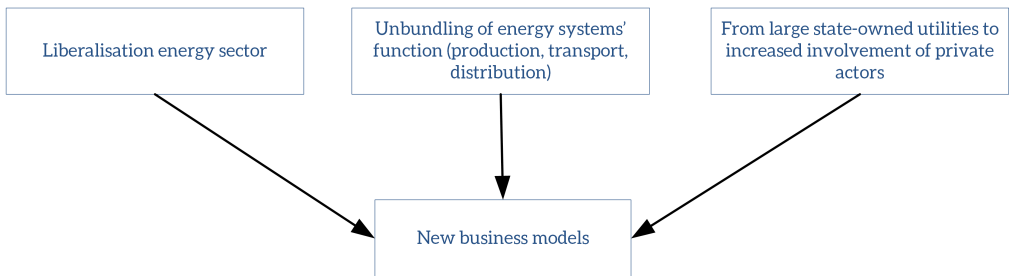 Liberalisation energy sector
Unbundling of energy systems'
function (production, transport,
distribution)
From large state-owned utilities to
increased involvement of private
actors
New business models